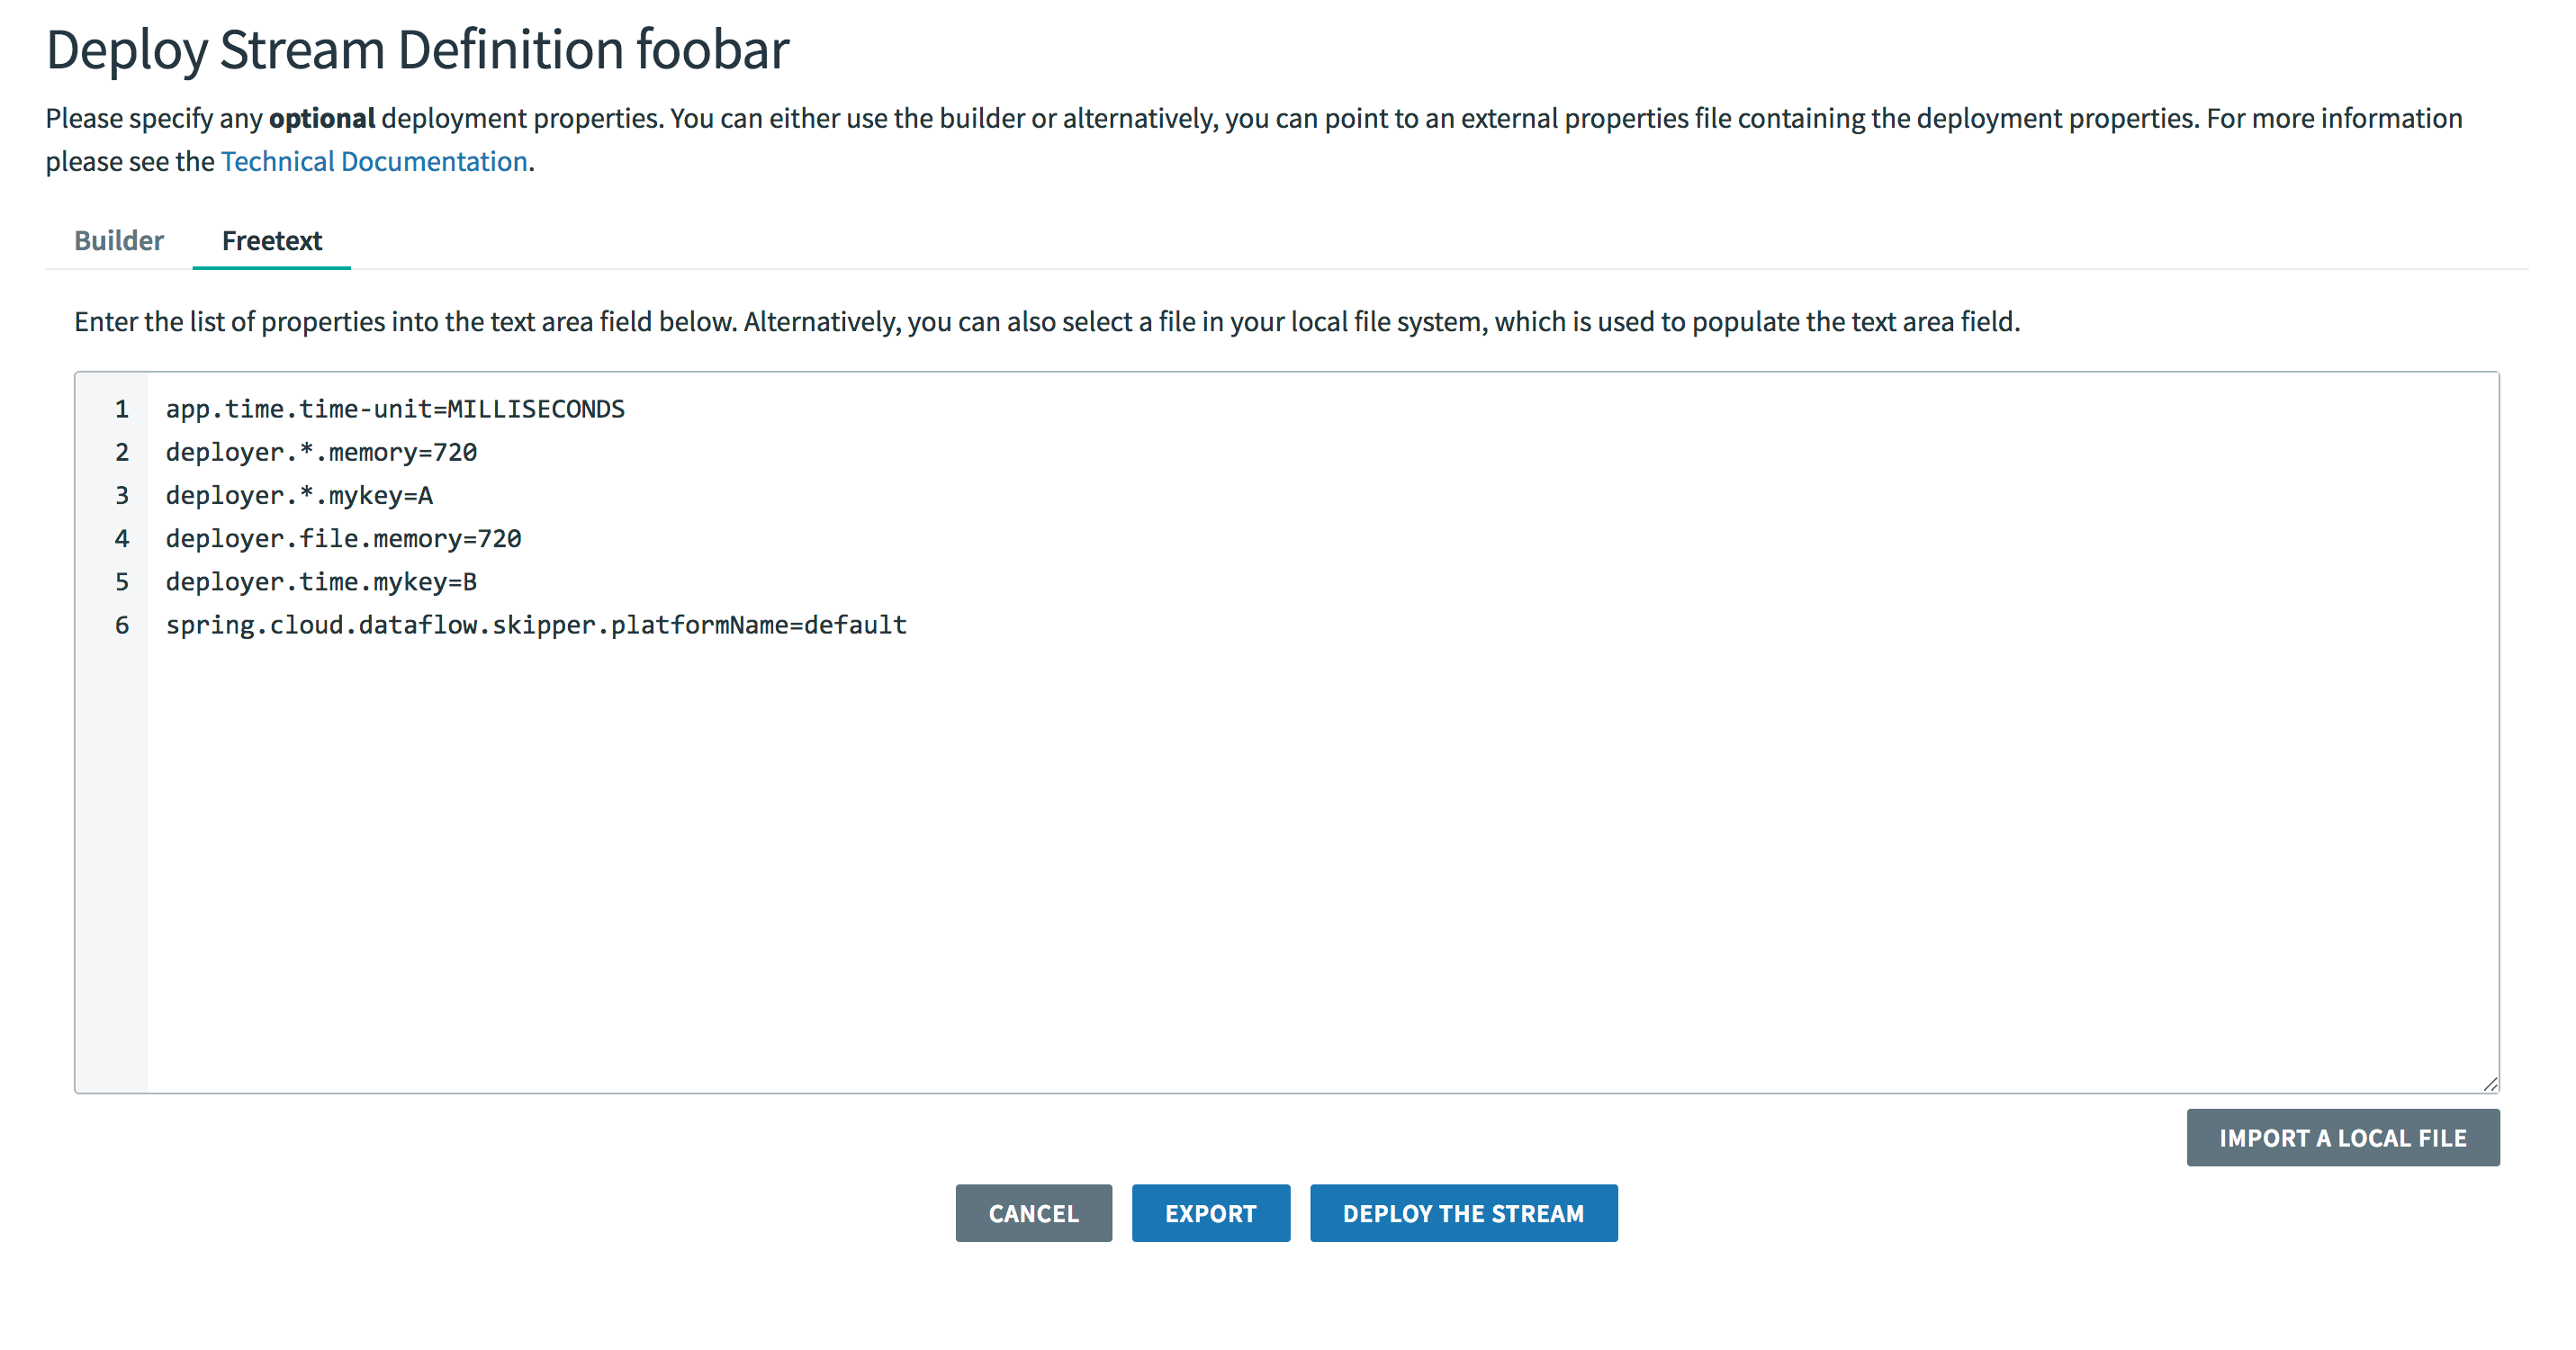 Deploy Stream Definition foobar
Please specify any optional deployment properties. You can either use the builder or alternatively, you can point to an external properties file containing the deployment properties. For more information
please see the Technical Documentation.
Builder Freetext
Enter the list of properties into the text area field below. Alternatively, you can also select a file in your local file system, which is used to populate the text area field.
1 app.time.time-unit=MILLISECONDS
2 deployer.*.memory=720
3 deployer.*.mykey=A
4 deployer.file.memory=720
5 deployer.time.mykey=B
6 spring.cloud.dataflow.skipper.platformName=default
IMPORT A LOCAL FILE
CANCEL EXPORT DEPLOY THE STREAM